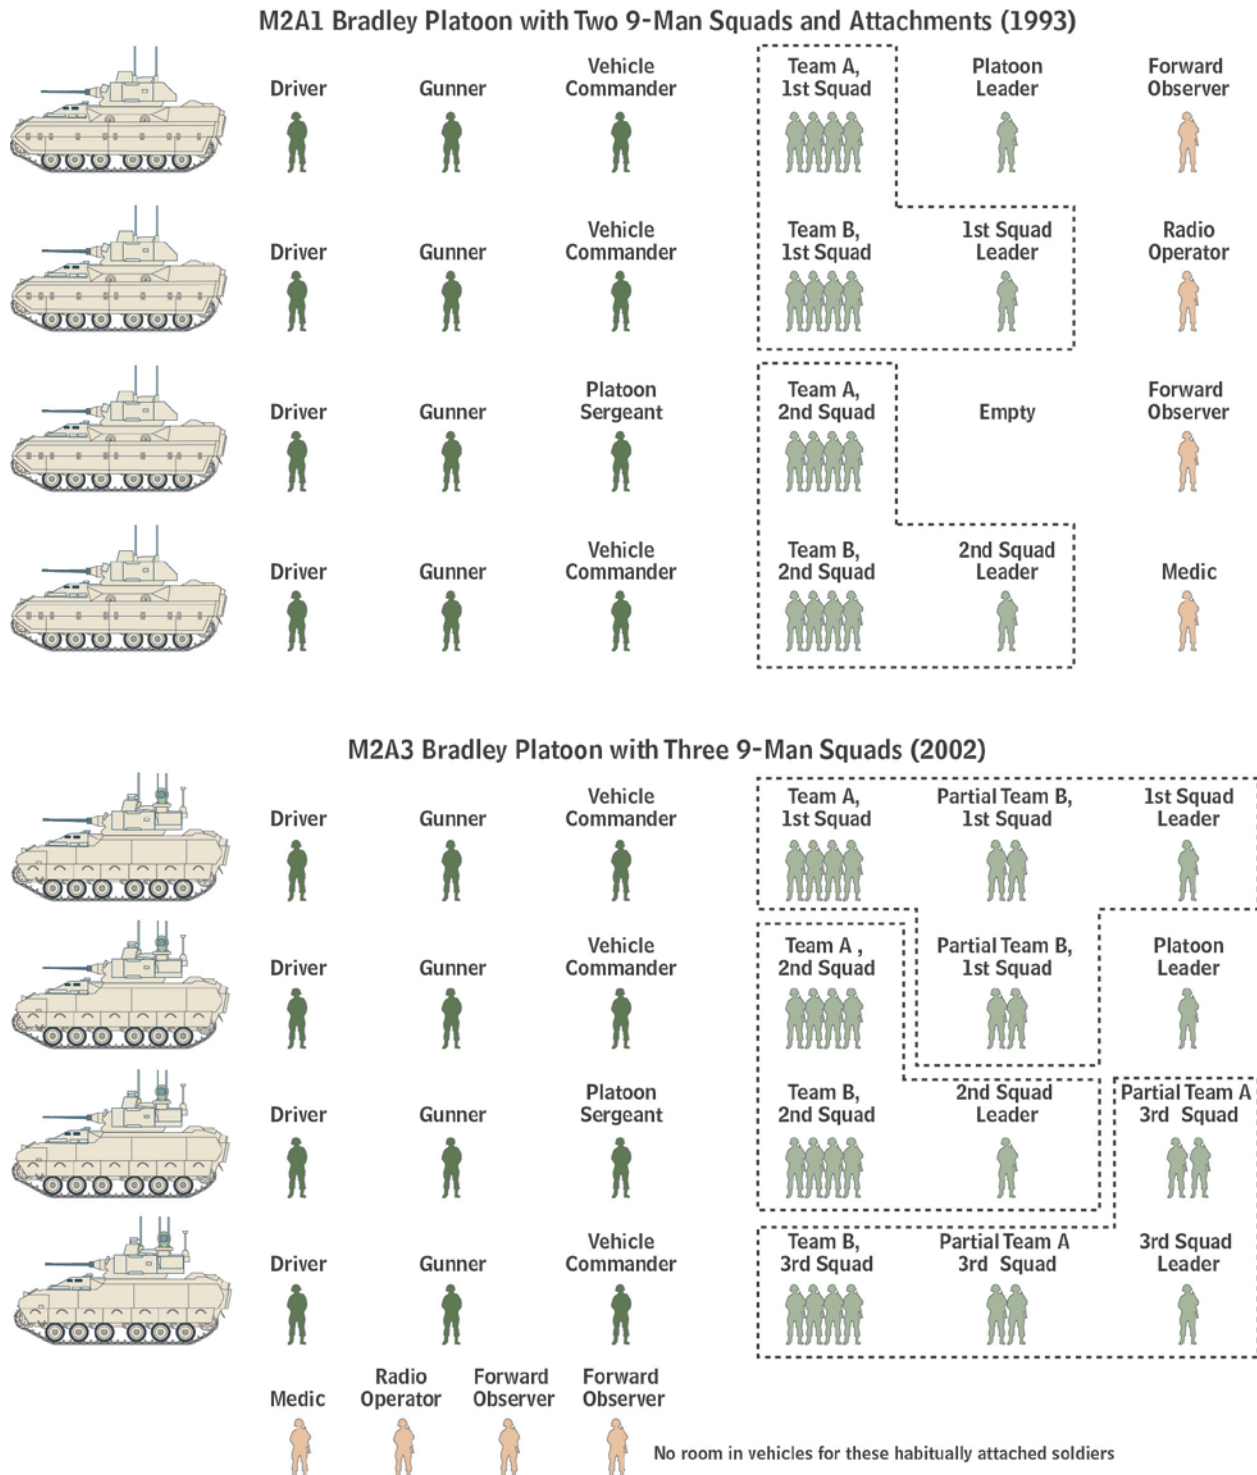 M2A1 Bradley Platoon with Two 9-Man Squads and Attachments (1993)
Driver
Gunner
Vehicle
Commander
Team A,
1st Squad
Platoon
Leader
Forward
Observer
Driver
Gunner
Vehicle
Commander
Team B,
1st Squad
1st Squad
Leader
Radio
Operator
Driver
Gunner
Platoon
Sergeant
Team A,
2nd Squad
Empty
Forward
Observer
Driver
Gunner
Vehicle
Commander
Team B,
2nd Squad
2nd Squad
Leader
Medic
M2A3 Bradley Platoon with Three 9-Man Squads (2002)
Driver
Gunner
Vehicle
Commander
Team A,
1st Squad
Partial Team B,
1st Squad
1st Squad
Leader
Driver
Gunner
Vehicle
Commander
Team A ,
2nd Squad
Partial Team B,
1st Squad
Platoon
Leader
Driver
Gunner
Platoon
Sergeant
Team B,
2nd Squad
2nd Squad
Leader
Partial Team A
3rd Squad
Driver
Gunner
Vehicle
Commander
Team B,
3rd Squad
Partial Team A
3rd Squad
3rd Squad
Leader
Medic
Radio
Operator
Forward
Observer
Forward
Observer
No room in vehicles for these habitually attached soldiers